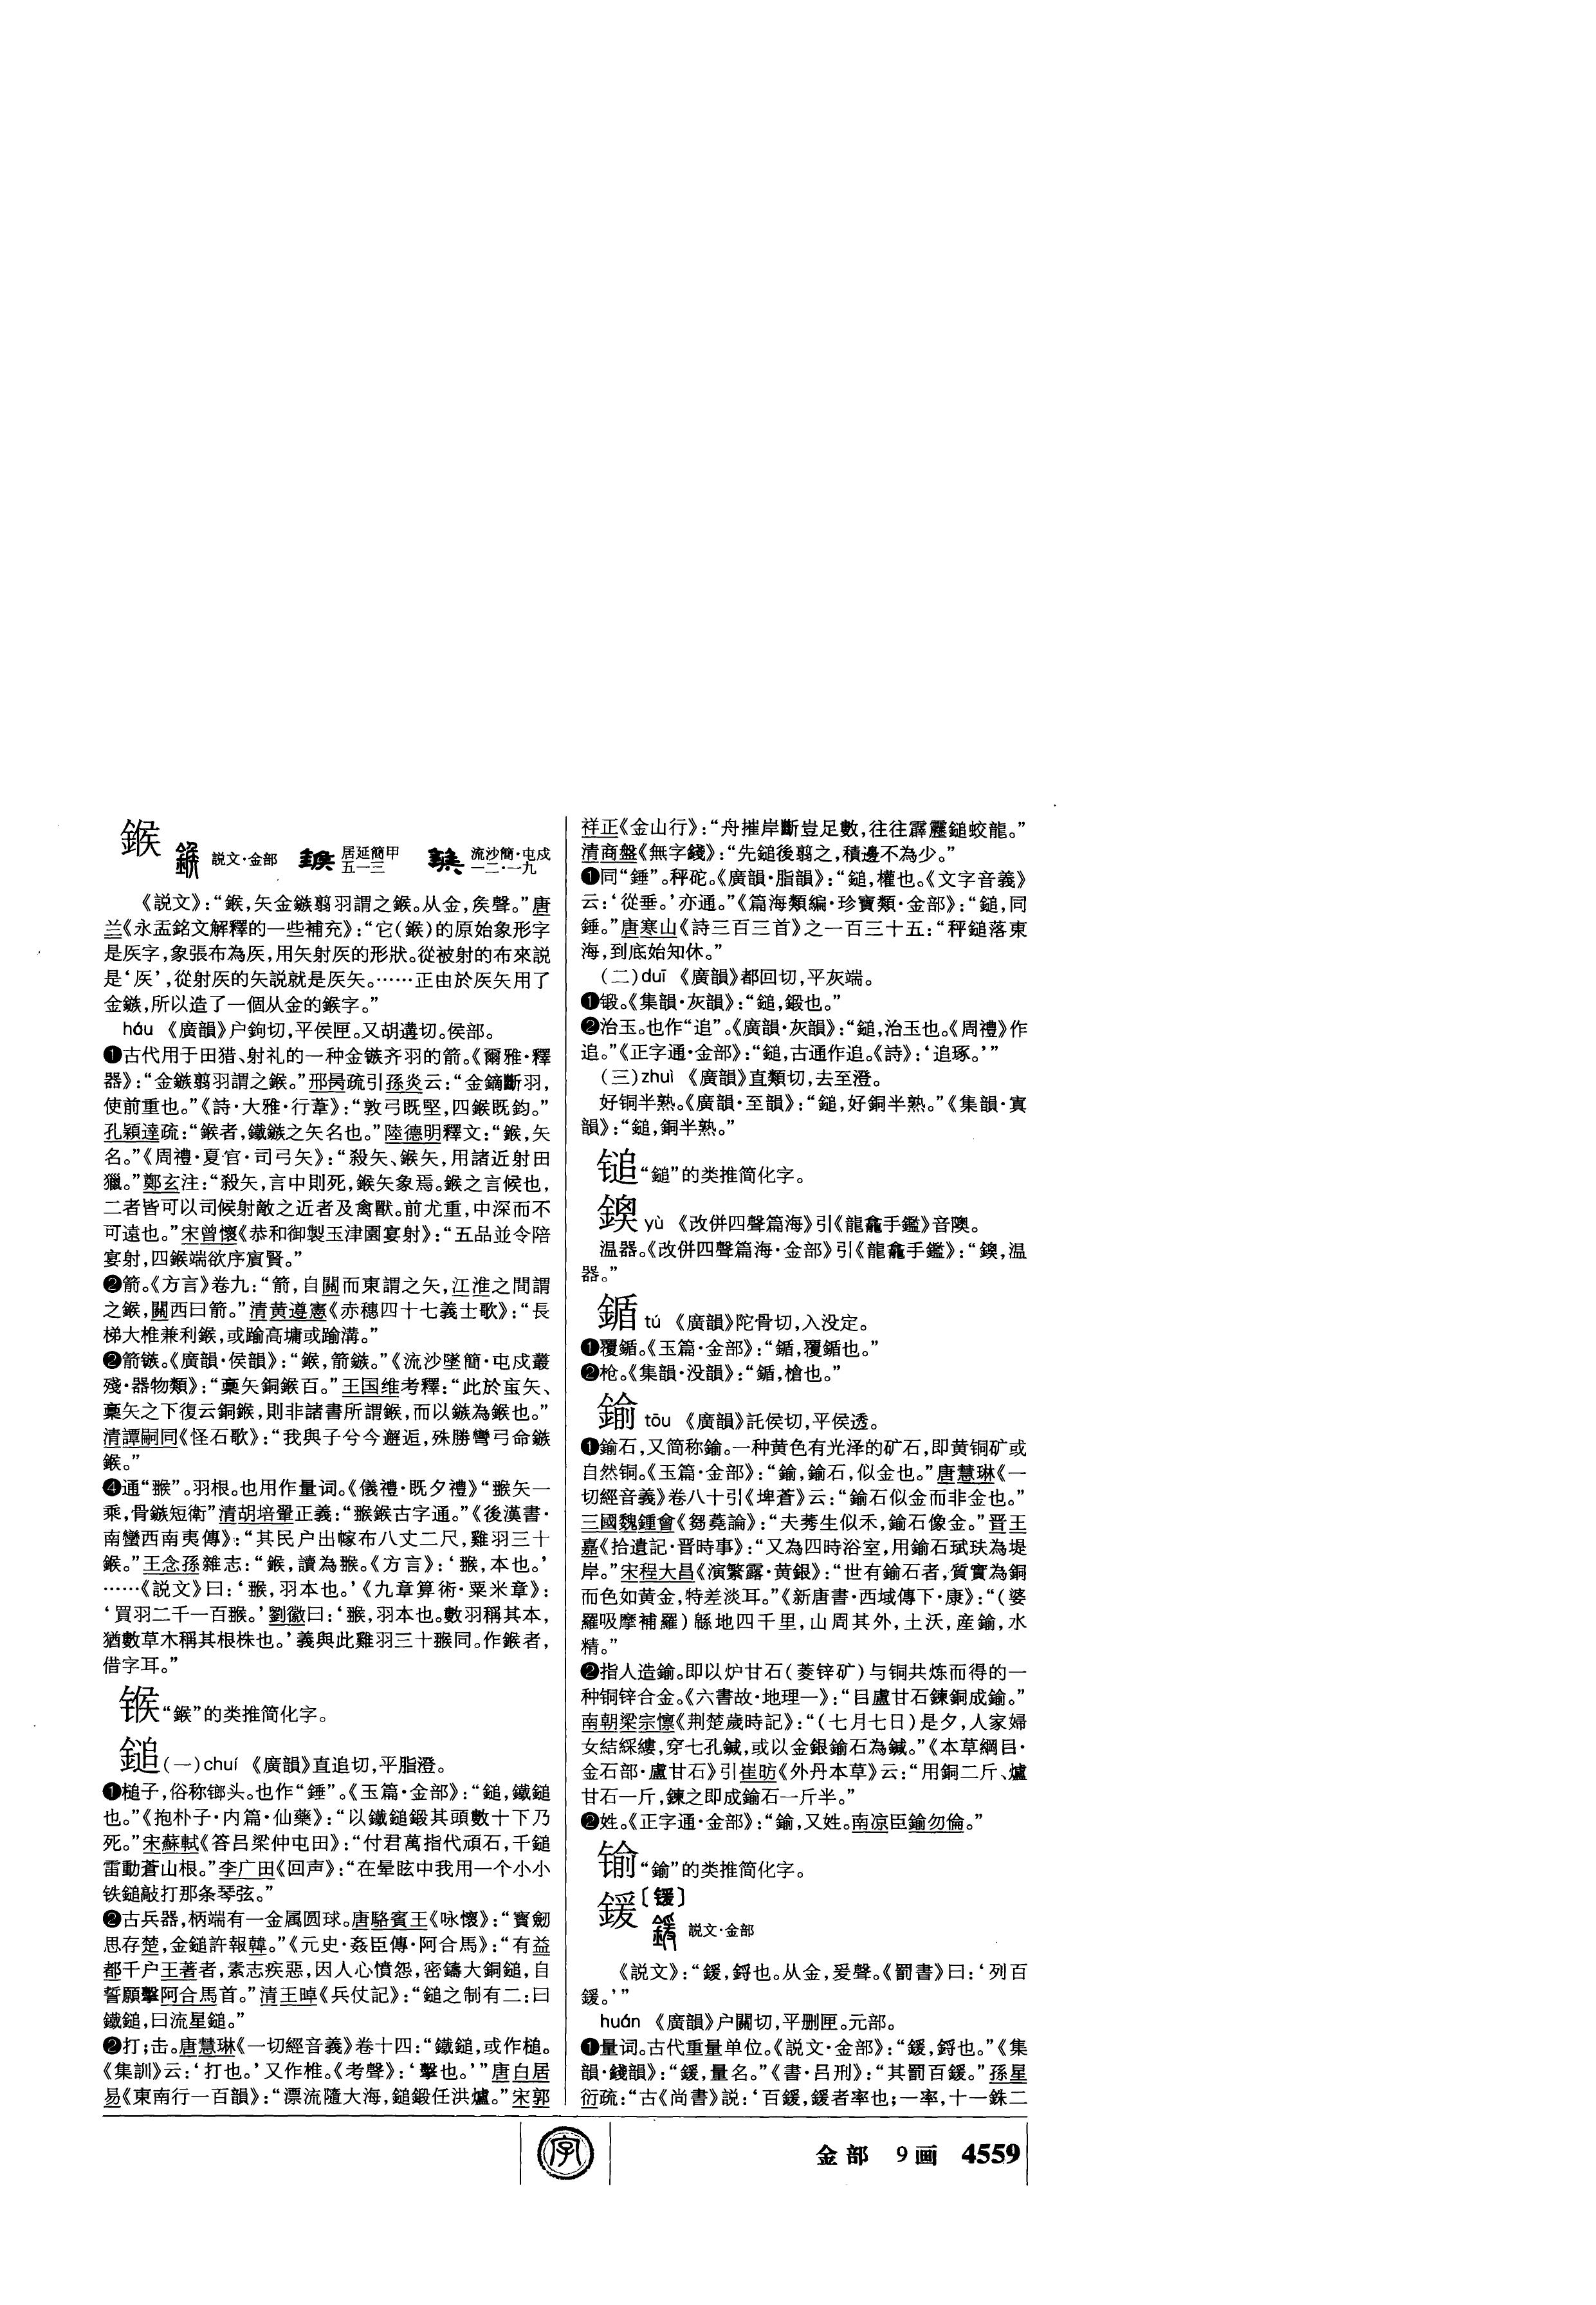 鍭
説文·金部 居延簡甲五一三 流沙簡·屯戍一二·一九
《説文》：“鍭，矢金鏃翦羽謂之鍭。从金，矦聲。”唐
兰《永盂銘文解釋的一些補充》：“它(鍭)的原始象形字
是医字，象張布為医，用矢射医的形狀。從被射的布來説
是‘医’，從射医的矢説就是医矢。……正由於医矢用了
金鏃，所以造了一個从金的鍭字。”
hóu 《廣韻》户鉤切，平侯匣。又胡遘切。侯部。
❶古代用于田猎、射礼的一种金镞齐羽的箭。《爾雅·釋
器》：“金鏃翦羽謂之鍭。”邢昺疏引孫炎云：“金鏑斷羽，
使前重也。”《詩·大雅·行葦》：“敦弓既堅，四鍭既鈞。”
孔穎達疏：“鍭者，鐵鏃之矢名也。”陸德明釋文：“鍭，矢
名。”《周禮·夏官·司弓矢》：“殺矢、鍭矢，用諸近射田
獵。”鄭玄注：“殺矢，言中則死，鍭矢象焉。鍭之言候也，
二者皆可以司候射敵之近者及禽獸。前尤重，中深而不
可遠也。”宋曾懷《恭和御製玉津園宴射》：“五品並令陪
宴射，四鍭端欲序賓賢。”
❷箭。《方言》卷九：“箭，自關而東謂之矢，江淮之間謂
之鍭，關西曰箭。”清黄遵憲《赤穗四十七義士歌》：“長
梯大椎兼利鍭，或踰高墉或踰溝。”
❷箭镞。《廣韻·侯韻》：“鍭，箭鏃。”《流沙墜簡·屯戍叢
殘·器物類》：“稾矢銅鍭百。”王国维考釋：“此於䖟矢、
稾矢之下復云銅鍭，則非諸書所謂鍭，而以鏃為鍭也。”
清譚嗣同《怪石歌》：“我與子兮今邂逅，殊勝彎弓命鏃
鍭。”
❹通“翭”。羽根。也用作量词。《儀禮·既夕禮》“翭矢一
乘，骨鏃短衛”清胡培翬正義：“翭鍭古字通。”《後漢書·
南蠻西南夷傳》：“其民户出幏布八丈二尺，雞羽三十
鍭。”王念孫雜志：“鍭，讀為翭。《方言》：‘翭，本也。’
……《説文》曰：‘翭，羽本也。’《九章算術·粟米章》：
‘買羽二千一百翭。’劉徽曰：‘翭，羽本也。數羽稱其本，
猶數草木稱其根株也。’義與此雞羽三十翭同。作鍭者，
借字耳。”
𬭤“鍭”的类推简化字。
鎚(一)chuí 《廣韻》直追切，平脂澄。
❶槌子，俗称镏头。也作“錘”。《玉篇·金部》：“鎚，鐵鎚
也。”《抱朴子·内篇·仙藥》：“以鐵鎚鍛其頭數十下乃
死。”宋蘇軾《答吕梁仲屯田》：“付君萬指代頑石，千鎚
雷動蒼山根。”李广田《回声》：“在晕眩中我用一个小小
铁鎚敲打那条琴弦。”
❷古兵器，柄端有一金属圆球。唐駱賓王《咏懷》：“寶劒
思存楚，金鎚許報韓。”《元史·姦臣傳·阿合馬》：“有益
都千户王著者，素志疾惡，因人心憤怨，密鑄大銅鎚，自
誓願擊阿合馬首。”清王晫《兵仗記》：“鎚之制有二：曰
鐵鎚，曰流星鎚。”
❷打；击。唐慧琳《一切經音義》卷十四：“鐵鎚，或作槌。
《集訓》云：‘打也。’又作椎。《考聲》：‘擊也。’”唐白居
易《東南行一百韻》：“漂流隨大海，鎚鍛任洪爐。”宋郭
祥正《金山行》：“舟摧岸斷豈足數，往往霹靂鎚蛟龍。”
清商盤《無字錢》：“先鎚後翦之，積邊不為少。”
❶同“錘”。秤砣。《廣韻·脂韻》：“鎚，權也。《文字音義》
云：‘從垂。’亦通。”《篇海類編·珍寶類·金部》：“鎚，同
錘。”唐寒山《詩三百三首》之一百三十五：“秤鎚落東
海，到底始知休。”
(二)duī 《廣韻》都回切，平灰端。
❶锻。《集韻·灰韻》：“鎚，鍛也。”
❷治玉。也作“追”。《廣韻·灰韻》：“鎚，治玉也。《周禮》作
追。”《正字通·金部》：“鎚，古通作追。《詩》：‘追琢。’”
(三)zhuì 《廣韻》直類切，去至澄。
好铜半熟。《廣韻·至韻》：“鎚，好銅半熟。”《集韻·寘
韻》：“鎚，銅半熟。”
𨱨“鎚”的类推简化字。
䥏 yù 《改併四聲篇海》引《龍龕手鑑》音隩。
温器。《改併四聲篇海·金部》引《龍龕手鑑》：“䥏，温
器。”
鍎 tú 《廣韻》陀骨切，入没定。
❶覆鍎。《玉篇·金部》：“鍎，覆鍎也。”
❷枪。《集韻·没韻》：“鍎，槍也。”
鍮 tōu 《廣韻》託侯切，平侯透。
❶鍮石，又简称鍮。一种黄色有光泽的矿石，即黄铜矿或
自然铜。《玉篇·金部》：“鍮，鍮石，似金也。”唐慧琳《一
切經音義》卷八十引《埤蒼》云：“鍮石似金而非金也。”
三國魏鍾會《芻蕘論》：“夫莠生似禾，鍮石像金。”晋王
嘉《拾遺記·晋時事》：“又為四時浴室，用鍮石珷玞為堤
岸。”宋程大昌《演繁露·黄銀》：“世有鍮石者，質實為銅
而色如黄金，特差淡耳。”《新唐書·西域傳下·康》：“(婆
羅吸摩補羅)緜地四千里，山周其外，土沃，産鍮，水
精。”
❷指人造鍮。即以炉甘石(菱锌矿)与铜共炼而得的一
种铜锌合金。《六書故·地理一》：“目盧甘石鍊銅成鍮。”
南朝梁宗懔《荆楚歲時記》：“(七月七日)是夕，人家婦
女結綵縷，穿七孔鍼，或以金銀鍮石為鍼。”《本草綱目·
金石部·盧甘石》引崔昉《外丹本草》云：“用銅二斤、爐
甘石一斤，鍊之即成鍮石一斤半。”
❷姓。《正字通·金部》：“鍮，又姓。南凉臣鍮勿倫。”
𨱎“鍮”的类推简化字。
鍰〔锾〕
説文·金部
《説文》：“鍰，鋝也。从金，爰聲。《罰書》曰：‘列百
鍰。’”
huán 《廣韻》户關切，平删匣。元部。
❶量词。古代重量单位。《説文·金部》：“鍰，鋝也。”《集
韻·錢韻》：“鍰，量名。”《書·吕刑》：“其罰百鍰。”孫星
衍疏：“古《尚書》説：‘百鍰，鍰者率也；一率，十一銖二
字
金部 9画 4559